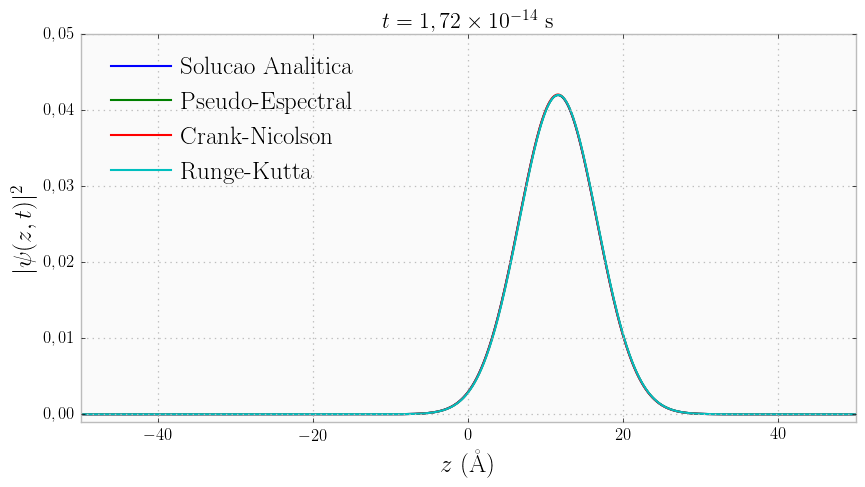 t = 1,72 × 10⁻¹⁴ s
0,05
Solucao Analitica
Pseudo-Espectral
0,04
Crank-Nicolson
Runge-Kutta
0,03
|ψ(z, t)|²
0,02
0,01
0,00
−40 −20 0 20 40
z (Å)